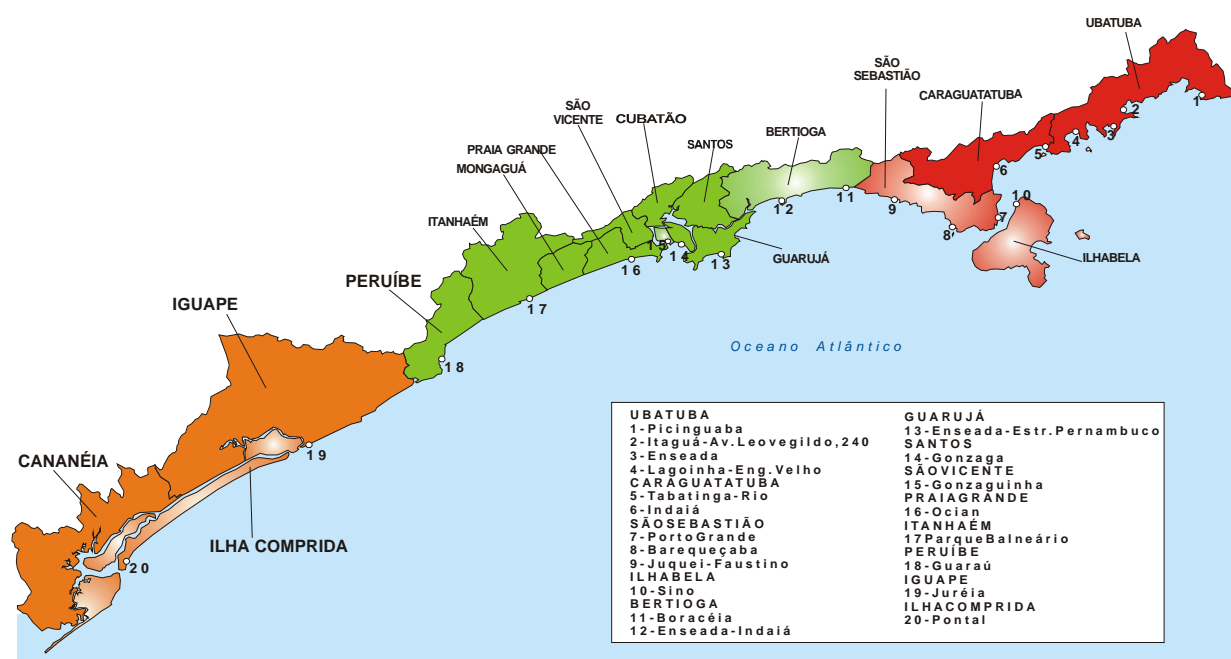 UBATUBA
SÃO
SEBASTIÃO
CARAGUATATUBA
1
2
3
4
5
6
SÃO
VICENTE
CUBATÃO
BERTIOGA
PRAIA GRANDE
SANTOS
MONGAGUÁ
ITANHAÉM
7
8
9
10
11
12
ILHABELA
GUARUJÁ
13
14
15
16
17
PERUÍBE
18
IGUAPE
Oceano Atlântico
19
CANANÉIA
ILHA COMPRIDA
20
UBATUBA
1-Picinguaba
2-Itaguá-Av.Leovegildo,240
3-Enseada
4-Lagoinha-Eng.Velho
CARAGUATATUBA
5-Tabatinga-Rio
6-Indaiá
SÃOSEBASTIÃO
7-PortoGrande
8-Barequeçaba
9-Juquei-Faustino
ILHABELA
10-Sino
BERTIOGA
11-Boracéia
12-Enseada-Indaiá
GUARUJÁ
13-Enseada-Estr.Pernambuco
SANTOS
14-Gonzaga
SÃOVICENTE
15-Gonzaguinha
PRAIAGRANDE
16-Ocian
ITANHAÉM
17ParqueBalneário
PERUÍBE
18-Guaraú
IGUAPE
19-Juréia
ILHACOMPRIDA
20-Pontal